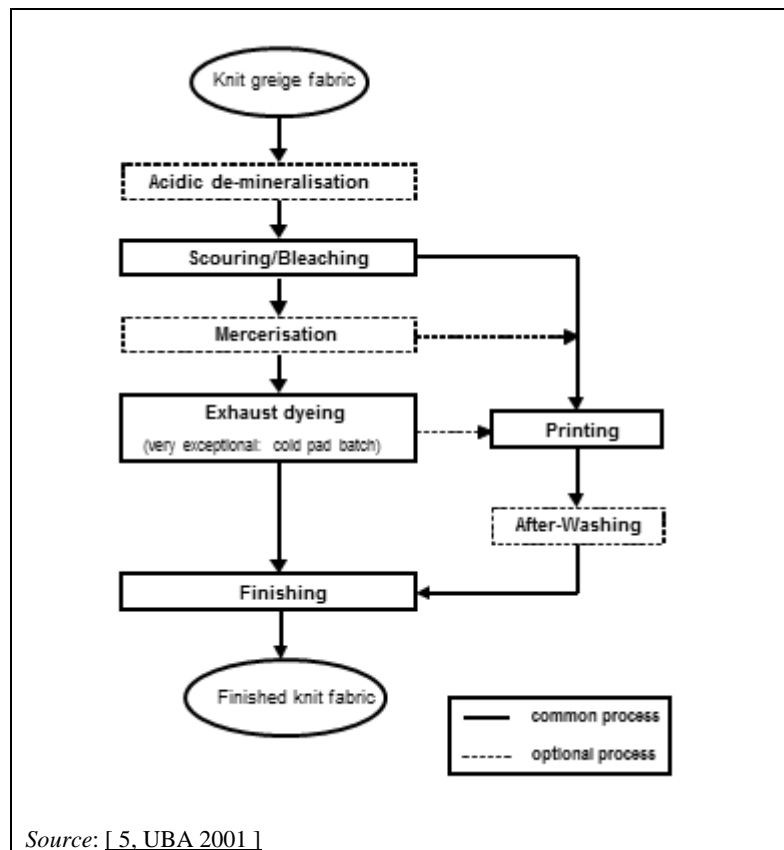 Knit greige fabric
Acidic de-mineralisation
Scouring/Bleaching
Mercerisation
Exhaust dyeing
(very exceptional: cold pad batch)
Printing
After-Washing
Finishing
Finished knit fabric
common process
optional process
Source: [ 5, UBA 2001 ]